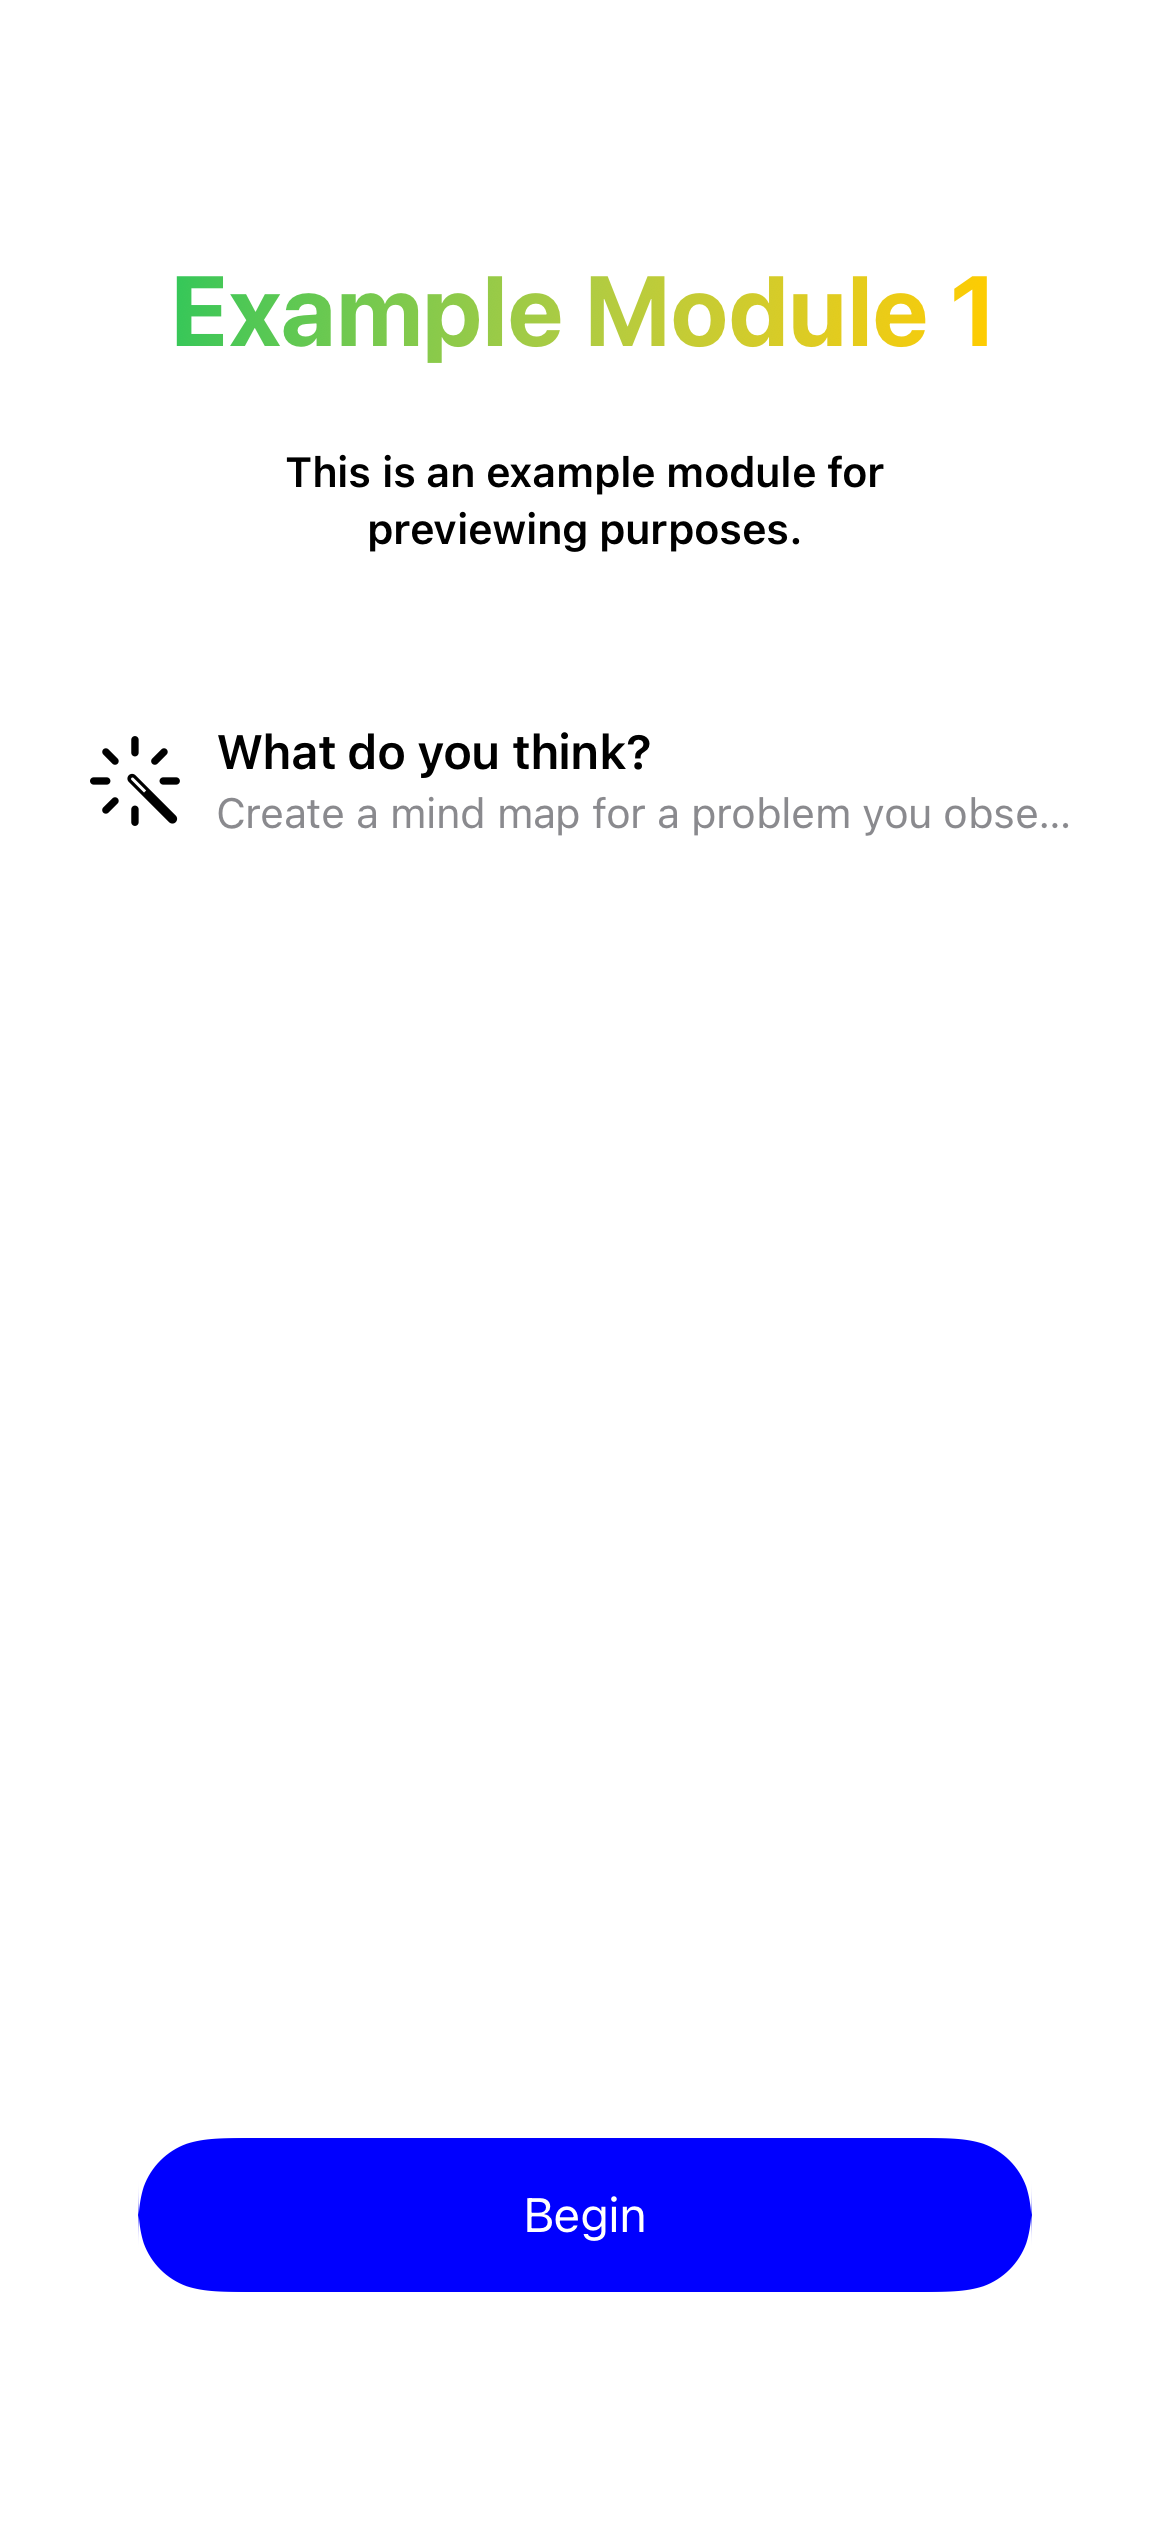 Example Module 1
This is an example module for
previewing purposes.
What do you think?
Create a mind map for a problem you obse...
Begin